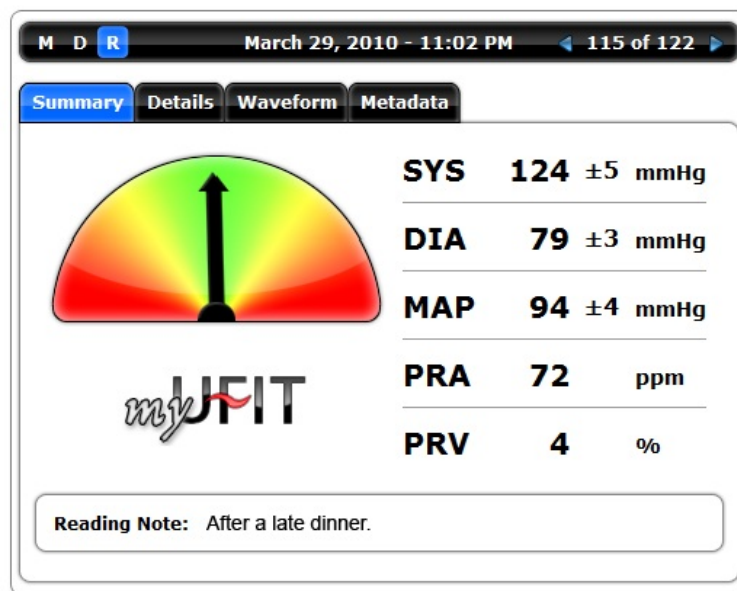 M D R March 29, 2010 - 11:02 PM 115 of 122
Summary Details Waveform Metadata
SYS 124 ±5 mmHg
DIA 79 ±3 mmHg
MAP 94 ±4 mmHg
PRA 72 ppm
PRV 4 %
myUFIT
Reading Note: After a late dinner.